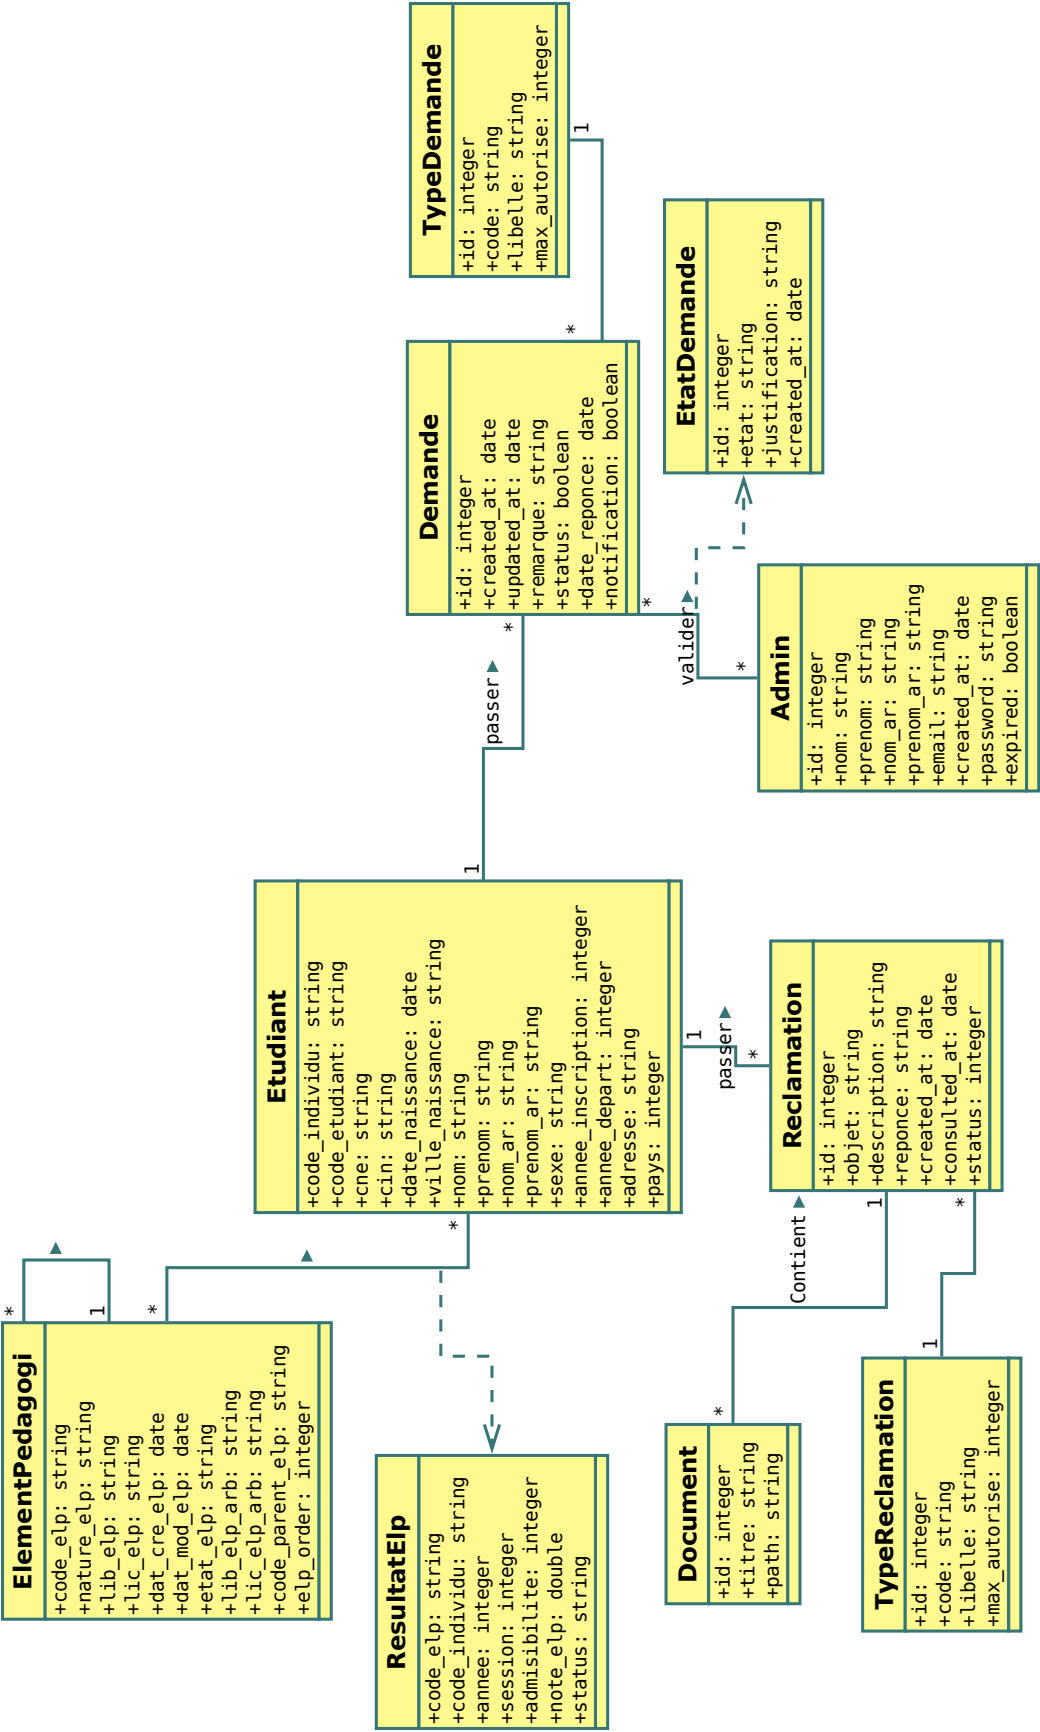 ElementPedagogi
+code_elp: string
+nature_elp: string
+lib_elp: string
+lic_elp: string
+dat_cre_elp: date
+dat_mod_elp: date
+etat_elp: string
+lib_elp_arb: string
+lic_elp_arb: string
+code_parent_elp: string
+elp_order: integer
*
1
*
*
ResultatElp
+code_elp: string
+code_individu: string
+annee: integer
+session: integer
+admisibilite: integer
+note_elp: double
+status: string
Etudiant
+code_individu: string
+code_etudiant: string
+cne: string
+cin: string
+date_naissance: date
+ville_naissance: string
+nom: string
+prenom: string
+nom_ar: string
+prenom_ar: string
+sexe: string
+annee_inscription: integer
+annee_depart: integer
+adresse: string
+pays: integer
1
passer
*
Demande
+id: integer
+created_at: date
+updated_at: date
+remarque: string
+status: boolean
+date_reponce: date
+notification: boolean
*
1
TypeDemande
+id: integer
+code: string
+libelle: string
+max_autorise: integer
*
valider
*
EtatDemande
+id: integer
+etat: string
+justification: string
+created_at: date
Admin
+id: integer
+nom: string
+prenom: string
+nom_ar: string
+prenom_ar: string
+email: string
+created_at: date
+password: string
+expired: boolean
1
passer
*
Reclamation
+id: integer
+objet: string
+description: string
+reponce: string
+created_at: date
+consulted_at: date
+status: integer
Contient
1
*
*
1
Document
+id: integer
+titre: string
+path: string
TypeReclamation
+id: integer
+code: string
+libelle: string
+max_autorise: integer